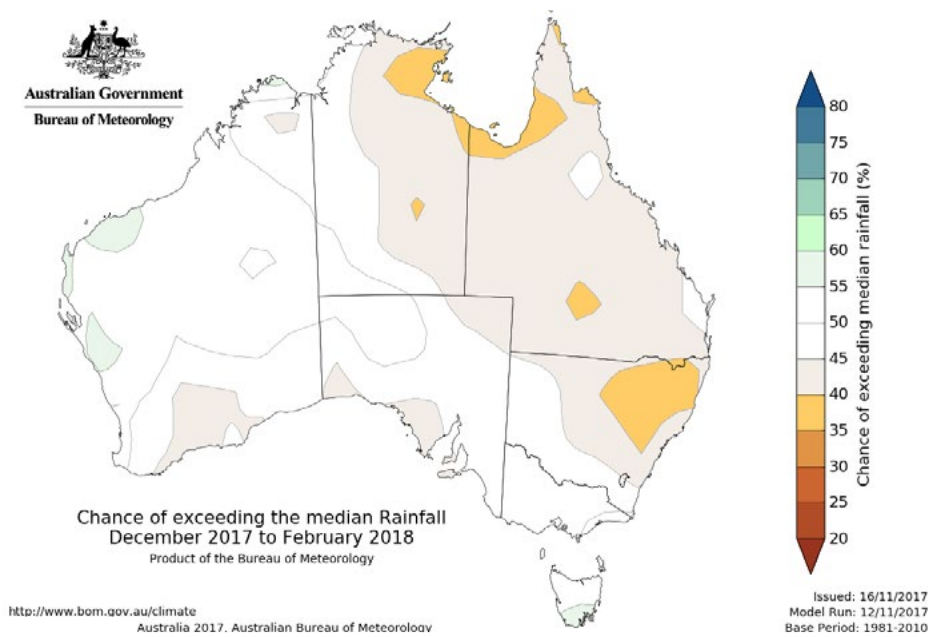 Australian Government
Bureau of Meteorology
80
75
70
65
60
55
50
45
40
35
30
25
20
Chance of exceeding median rainfall (%)
Chance of exceeding the median Rainfall
December 2017 to February 2018
Product of the Bureau of Meteorology
http://www.bom.gov.au/climate
Australia 2017, Australian Bureau of Meteorology
Issued: 16/11/2017
Model Run: 12/11/2017
Base Period: 1981-2010